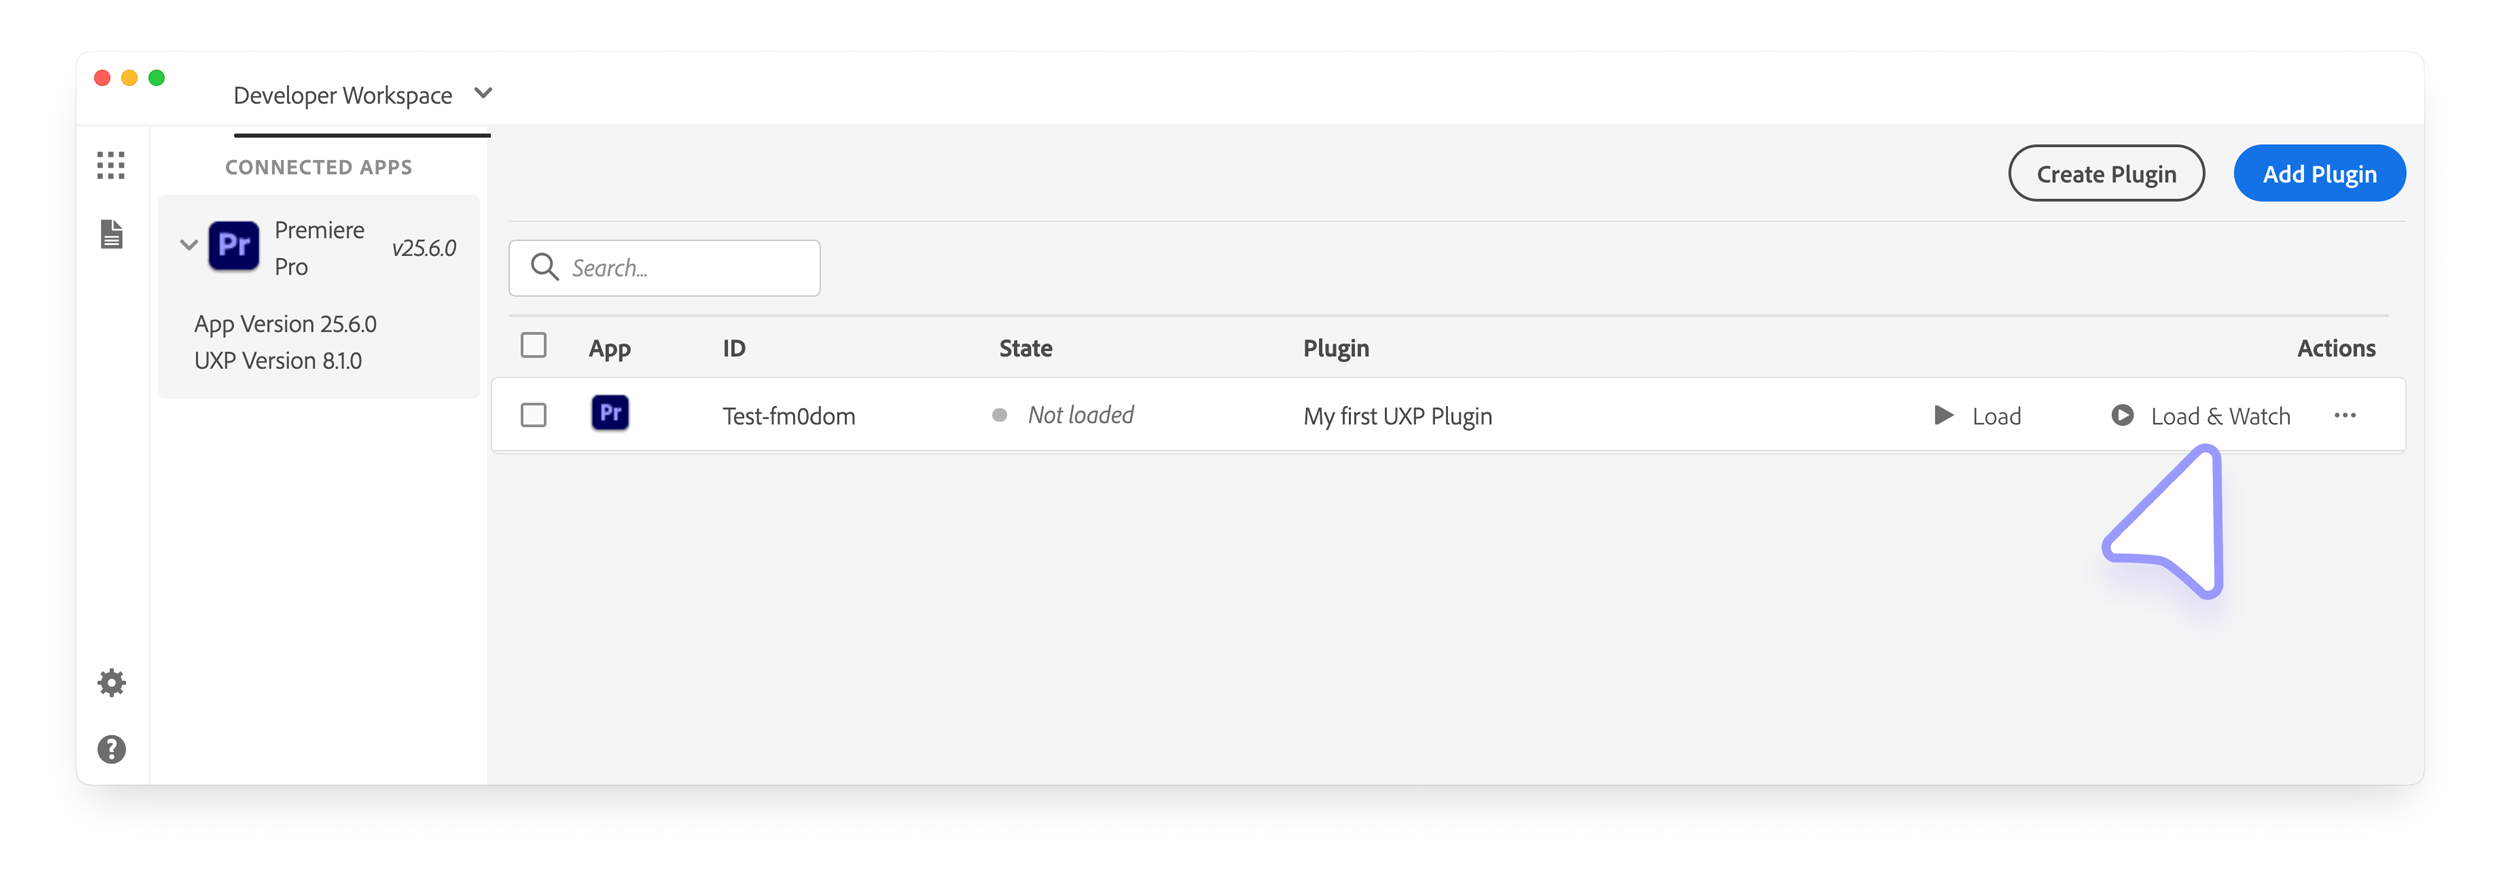 Developer Workspace
CONNECTED APPS
Pr
Premiere
Pro
v25.6.0
App Version 25.6.0
UXP Version 8.1.0
Create Plugin
Add Plugin
Search...
App ID State Plugin Actions
Pr Test-fm0dom Not loaded My first UXP Plugin Load Load & Watch ...
?